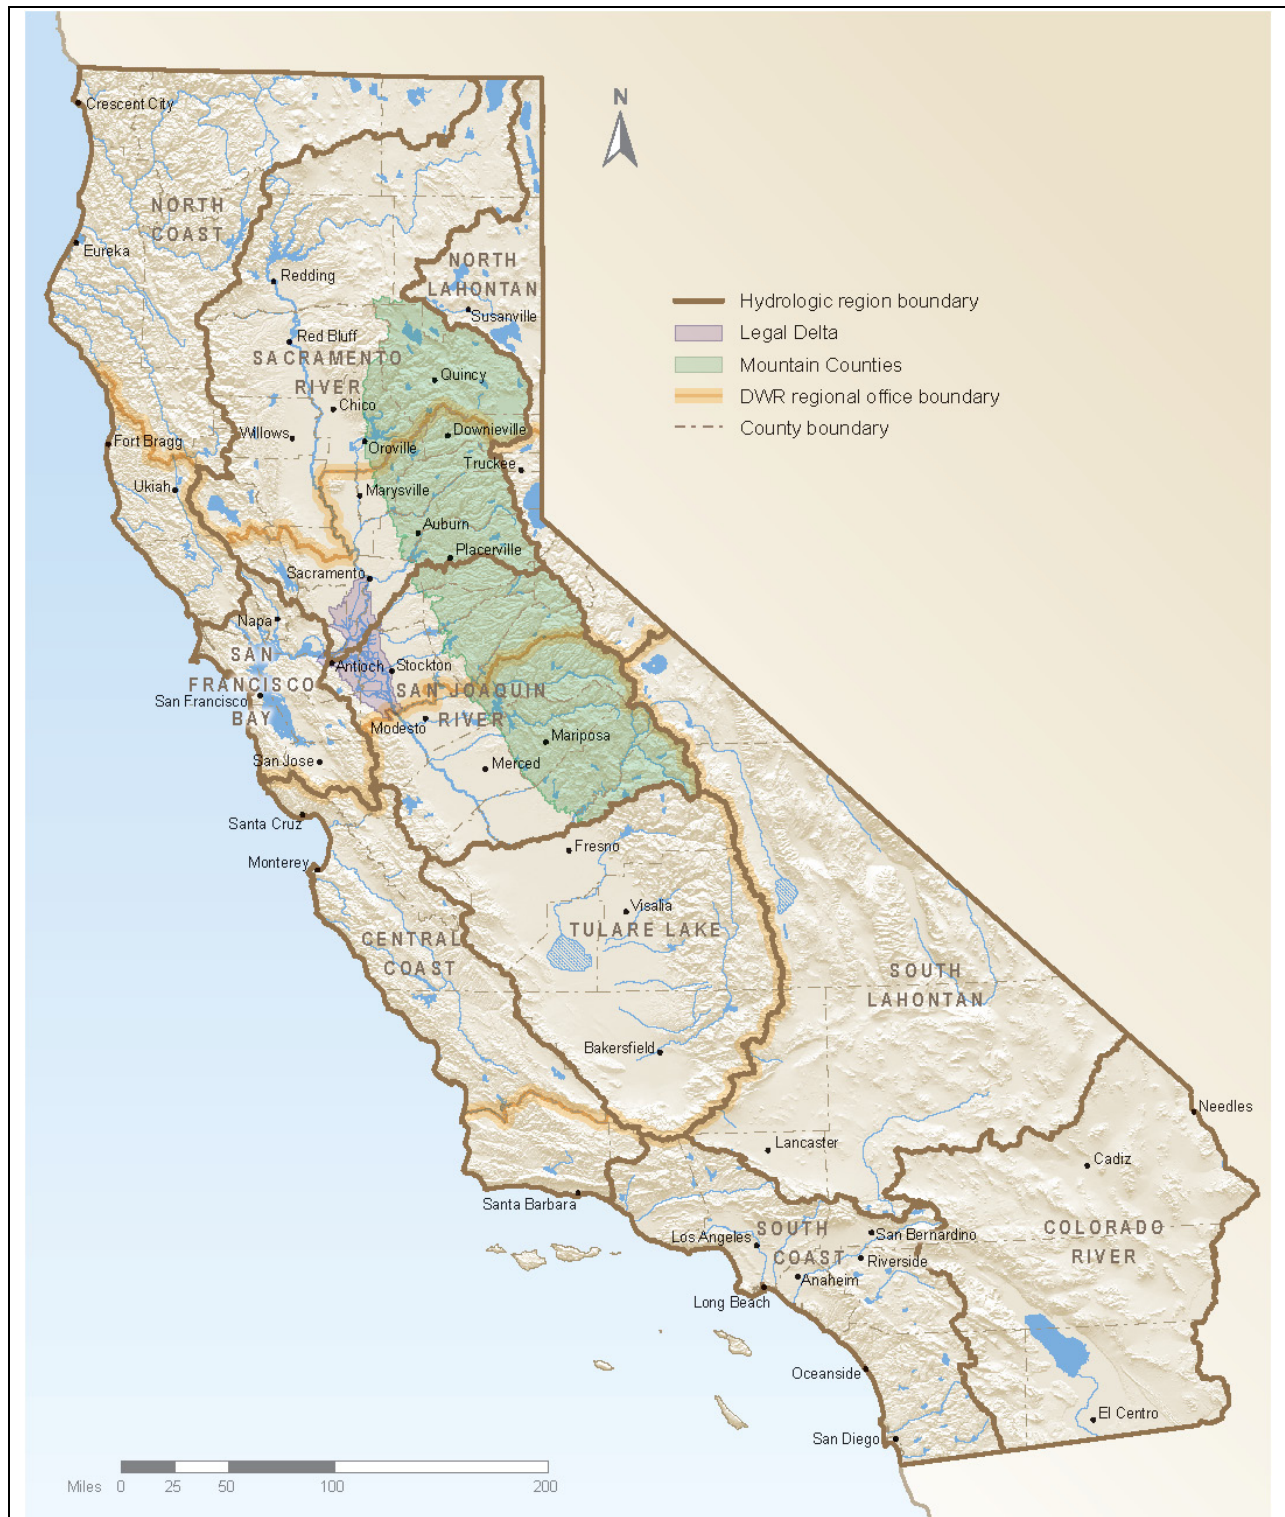 N
Crescent City
NORTH
COAST
Eureka
Redding
NORTH
LAHONTAN
Susanville
Hydrologic region boundary
Legal Delta
Mountain Counties
DWR regional office boundary
County boundary
Red Bluff
SACRAMENTO
RIVER
Quincy
Chico
Willows
Oroville
Downieville
Fort Bragg
Truckee
Ukiah
Marysville
Auburn
Placerville
Sacramento
Napa
SAN
FRANCISCO
BAY
Antioch
Stockton
San Francisco
SAN JOAQUIN
RIVER
Modesto
Mariposa
San Jose
Merced
Santa Cruz
Monterey
Fresno
Visalia
TULARE LAKE
CENTRAL
COAST
SOUTH
LAHONTAN
Bakersfield
Needles
Lancaster
Cadiz
Santa Barbara
Los Angeles
SOUTH
COAST
San Bernardino
Riverside
Anaheim
Long Beach
COLORADO
RIVER
Oceanside
San Diego
El Centro
Miles 0 25 50 100 200